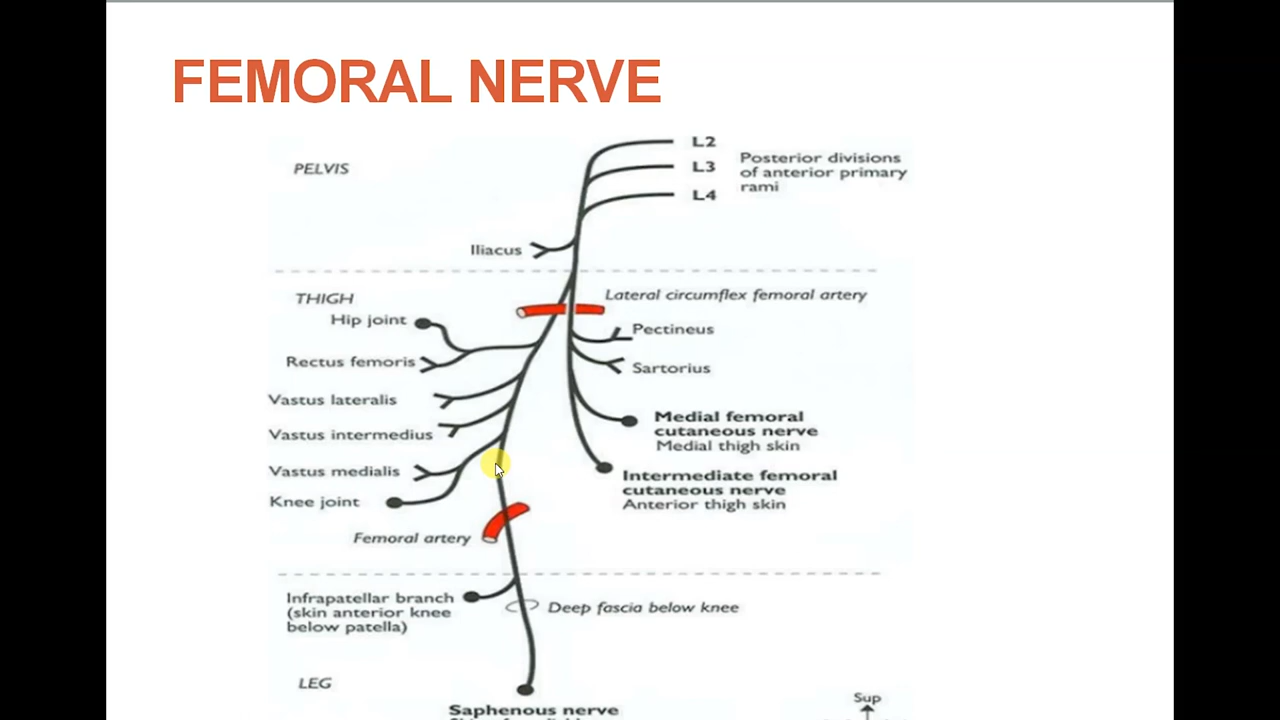 FEMORAL NERVE
PELVIS
L2
L3
L4
Posterior divisions
of anterior primary
rami
Iliacus
THIGH
Lateral circumflex femoral artery
Hip joint
Pectineus
Rectus femoris
Sartorius
Vastus lateralis
Medial femoral
cutaneous nerve
Medial thigh skin
Vastus intermedius
Vastus medialis
Intermediate femoral
cutaneous nerve
Anterior thigh skin
Knee joint
Femoral artery
Infrapatellar branch
(skin anterior knee
below patella)
Deep fascia below knee
LEG
Saphenous nerve
Sup